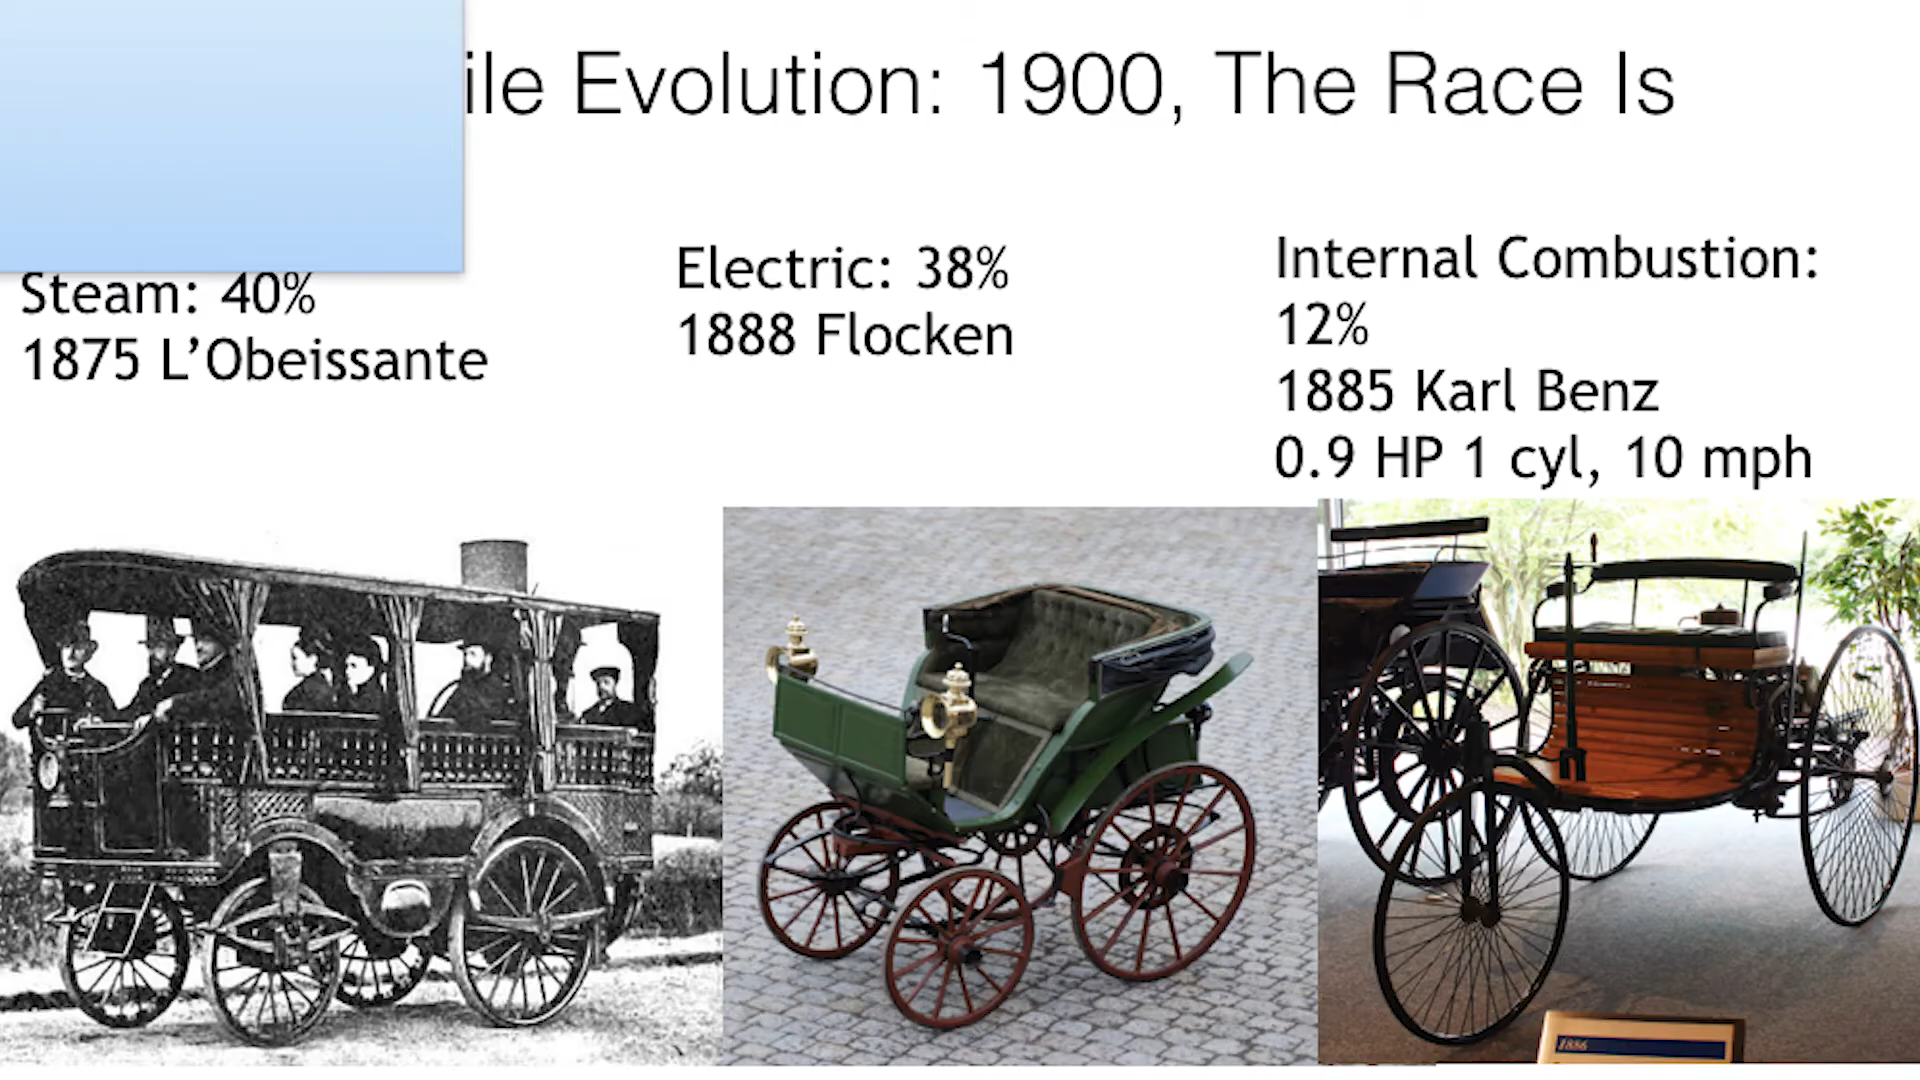 ile Evolution: 1900, The Race Is
Steam: 40%
1875 L’Obeissante
Electric: 38%
1888 Flocken
Internal Combustion:
12%
1885 Karl Benz
0.9 HP 1 cyl, 10 mph
1886